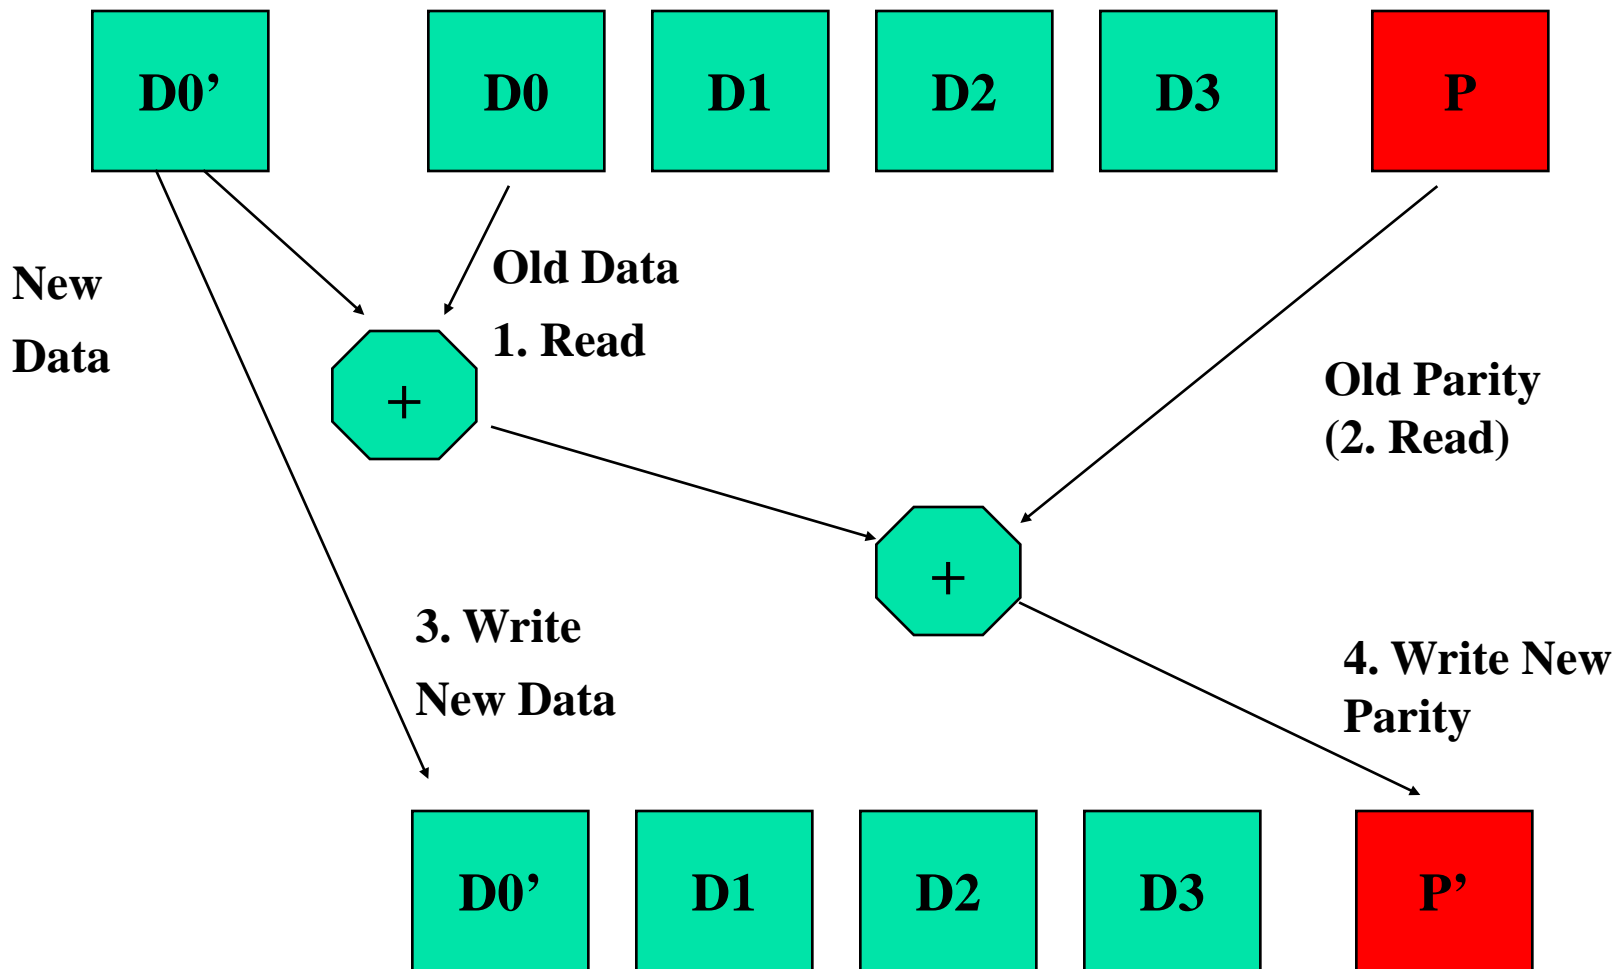 D0’ D0 D1 D2 D3 P
New
Data
Old Data
1. Read
+
Old Parity
(2. Read)
+
3. Write
New Data
4. Write New
Parity
D0’ D1 D2 D3 P’